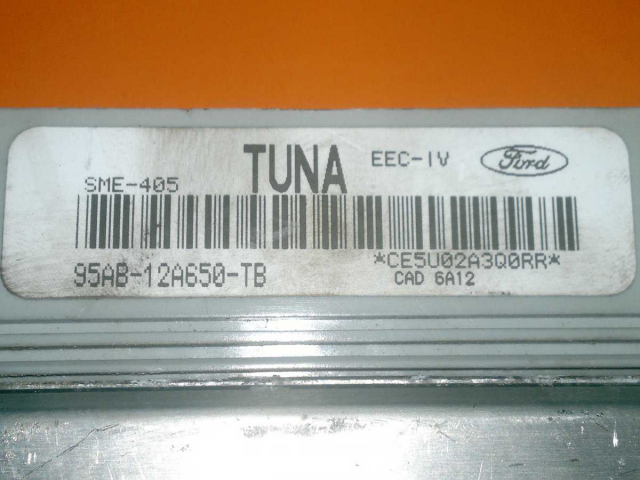 TUNA EEC-IV Ford
SME-405
95AB-12A650-TB *CE5U02A3Q0RR*
CAD 6A12